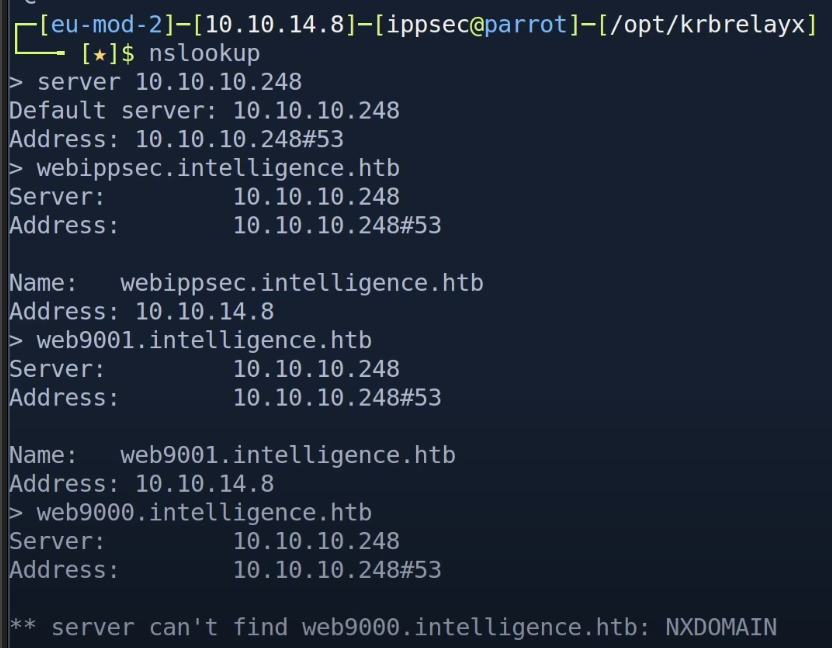 ┌─[eu-mod-2]─[10.10.14.8]─[ippsec@parrot]─[/opt/krbrelayx]
└──╼ [★]$ nslookup
> server 10.10.10.248
Default server: 10.10.10.248
Address: 10.10.10.248#53
> webippsec.intelligence.htb
Server:         10.10.10.248
Address:        10.10.10.248#53

Name:   webippsec.intelligence.htb
Address: 10.10.14.8
> web9001.intelligence.htb
Server:         10.10.10.248
Address:        10.10.10.248#53

Name:   web9001.intelligence.htb
Address: 10.10.14.8
> web9000.intelligence.htb
Server:         10.10.10.248
Address:        10.10.10.248#53

** server can't find web9000.intelligence.htb: NXDOMAIN